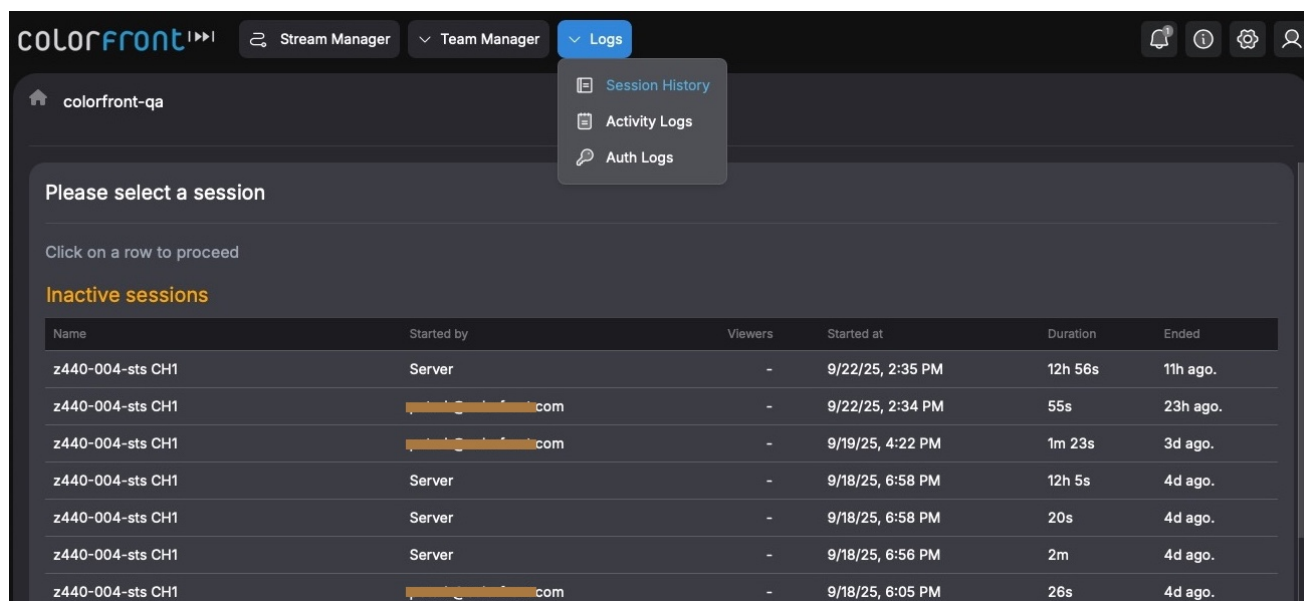 colorfront
Stream Manager
Team Manager
Logs
1
Session History
Activity Logs
Auth Logs
colorfront-qa
Please select a session
Click on a row to proceed
Inactive sessions
Name Started by Viewers Started at Duration Ended
z440-004-sts CH1 Server - 9/22/25, 2:35 PM 12h 56s 11h ago.
z440-004-sts CH1 com - 9/22/25, 2:34 PM 55s 23h ago.
z440-004-sts CH1 com - 9/19/25, 4:22 PM 1m 23s 3d ago.
z440-004-sts CH1 Server - 9/18/25, 6:58 PM 12h 5s 4d ago.
z440-004-sts CH1 Server - 9/18/25, 6:58 PM 20s 4d ago.
z440-004-sts CH1 Server - 9/18/25, 6:56 PM 2m 4d ago.
z440-004-sts CH1 com - 9/18/25, 6:05 PM 26s 4d ago.